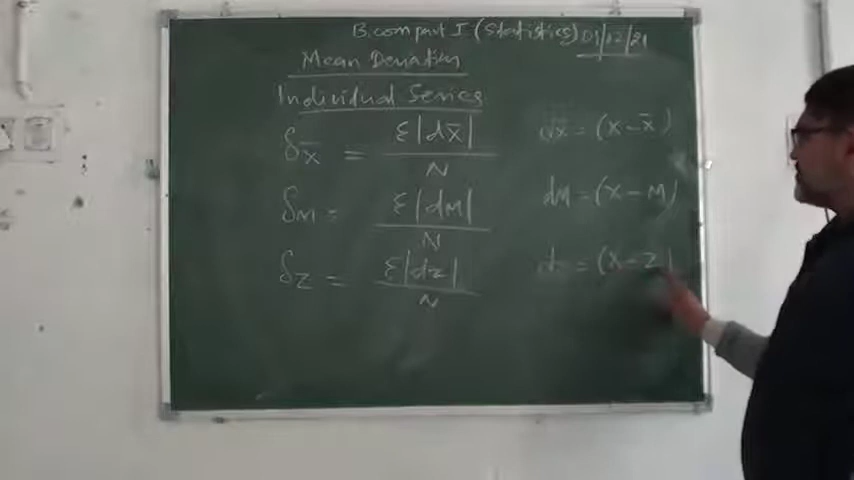 B.com part I (Statistics) 01/12/21
Mean Deviation
Individual Series
δx̄ = Σ|dx̄| / N    dx̄ = (x - x̄)
δM = Σ|dM| / N    dM = (x - M)
δz = Σ|dz| / N    dz = (x - z)